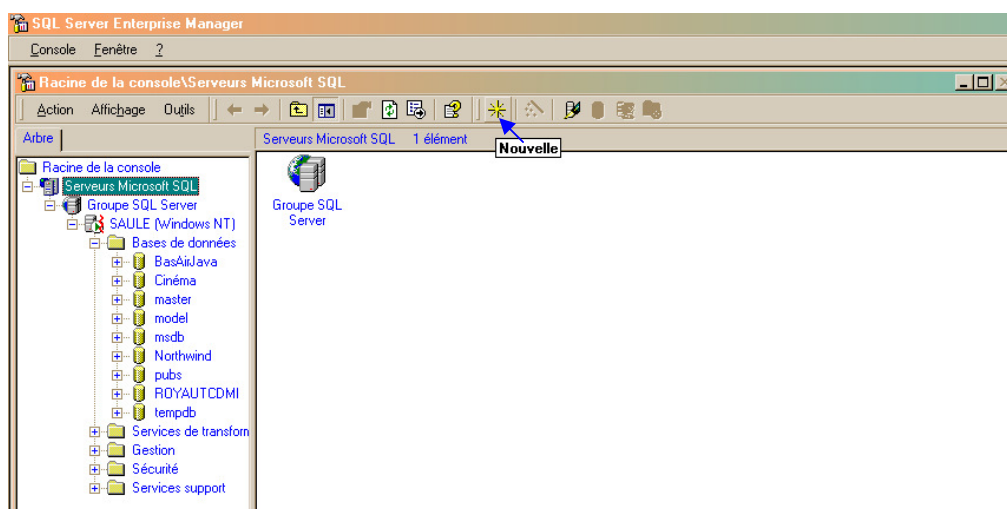 SQL Server Enterprise Manager
Console Fenêtre ?
Racine de la console\Serveurs Microsoft SQL
Action Affichage Outils
Nouvelle
Arbre
Serveurs Microsoft SQL 1 élément
Racine de la console
Serveurs Microsoft SQL
Groupe SQL Server
SAULE (Windows NT)
Bases de données
BasAirJava
Cinéma
master
model
msdb
Northwind
pubs
ROYAUTCDMI
tempdb
Services de transforn
Gestion
Sécurité
Services support
Groupe SQL
Server